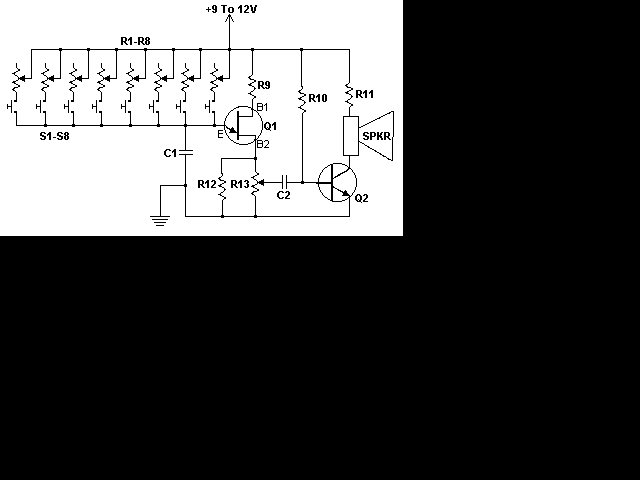 +9 To 12V
R1-R8
R9
B1
R10
R11
E
Q1
SPKR
S1-S8
B2
C1
R12
R13
C2
Q2